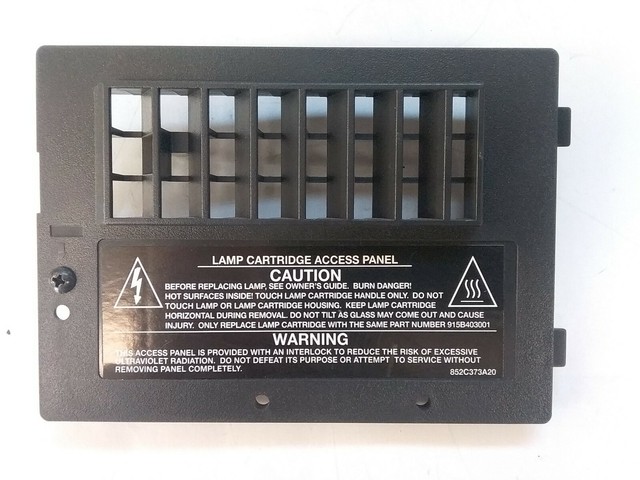 LAMP CARTRIDGE ACCESS PANEL
CAUTION
BEFORE REPLACING LAMP, SEE OWNER'S GUIDE. BURN DANGER!
HOT SURFACES INSIDE! TOUCH LAMP CARTRIDGE HANDLE ONLY. DO NOT
TOUCH LAMP OR LAMP CARTRIDGE HOUSING. KEEP LAMP CARTRIDGE
HORIZONTAL DURING REMOVAL. DO NOT TILT AS GLASS MAY COME OUT AND CAUSE
INJURY. ONLY REPLACE LAMP CARTRIDGE WITH THE SAME PART NUMBER 915B403001
WARNING
THIS ACCESS PANEL IS PROVIDED WITH AN INTERLOCK TO REDUCE THE RISK OF EXCESSIVE
ULTRAVIOLET RADIATION. DO NOT DEFEAT ITS PURPOSE OR ATTEMPT TO SERVICE WITHOUT
REMOVING PANEL COMPLETELY.
852C373A20